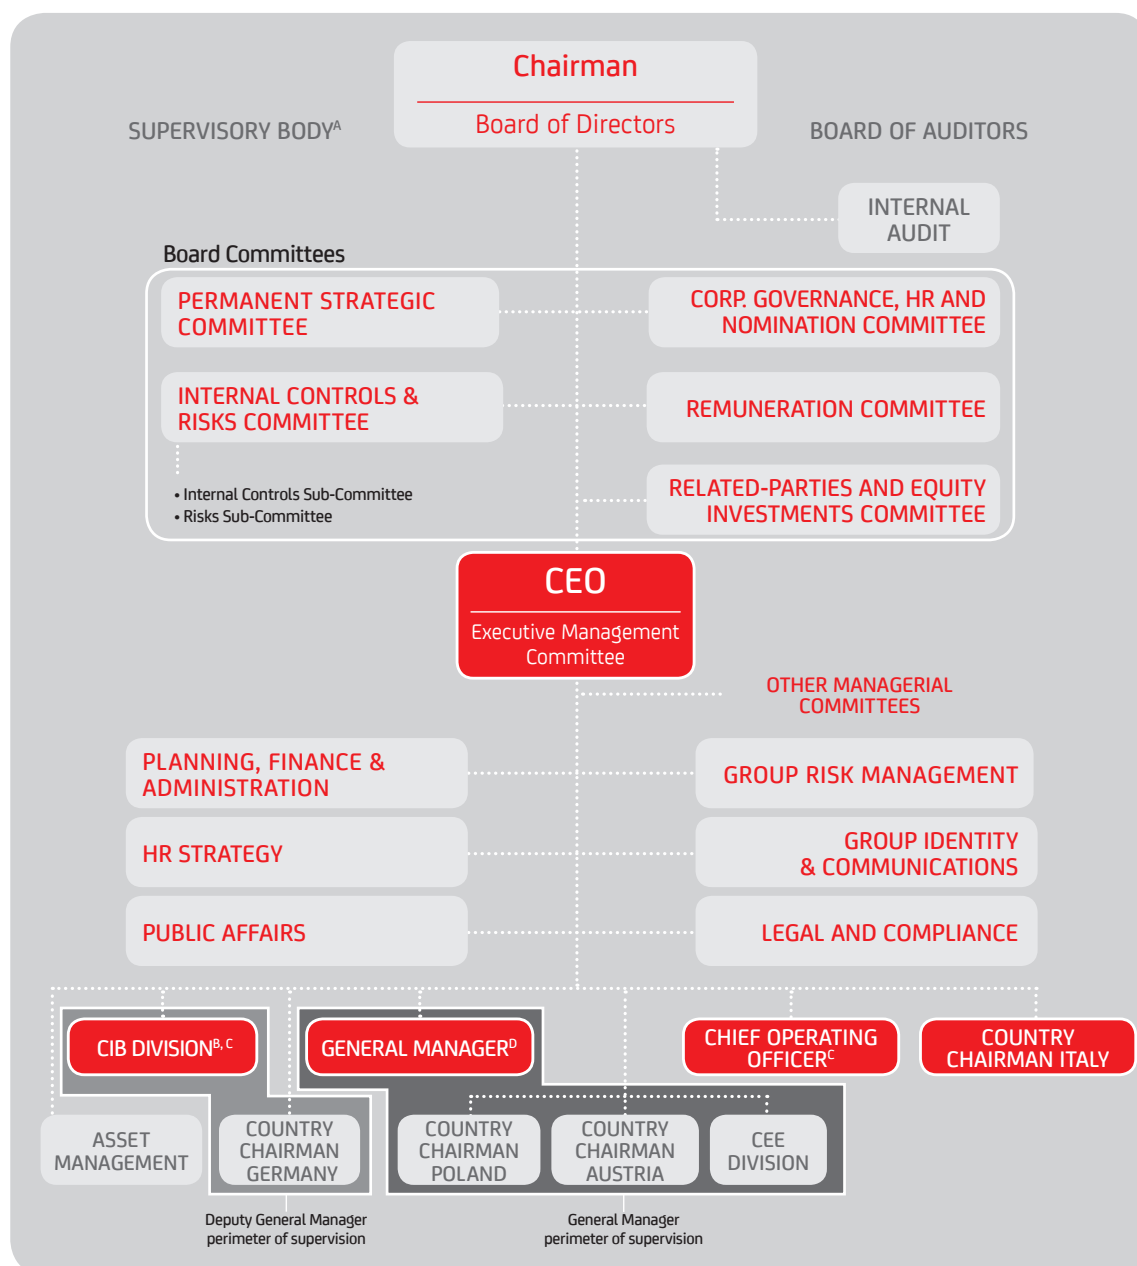 Chairman
Board of Directors
SUPERVISORY BODYᴬ
BOARD OF AUDITORS
INTERNAL
AUDIT
Board Committees
PERMANENT STRATEGIC
COMMITTEE
CORP. GOVERNANCE, HR AND
NOMINATION COMMITTEE
INTERNAL CONTROLS &
RISKS COMMITTEE
REMUNERATION COMMITTEE
• Internal Controls Sub-Committee
• Risks Sub-Committee
RELATED-PARTIES AND EQUITY
INVESTMENTS COMMITTEE
CEO
Executive Management
Committee
OTHER MANAGERIAL
COMMITTEES
PLANNING, FINANCE &
ADMINISTRATION
GROUP RISK MANAGEMENT
HR STRATEGY
GROUP IDENTITY
& COMMUNICATIONS
PUBLIC AFFAIRS
LEGAL AND COMPLIANCE
CIB DIVISIONᴮ, ᶜ
GENERAL MANAGERᴰ
CHIEF OPERATING
OFFICERᶜ
COUNTRY
CHAIRMAN ITALY
ASSET
MANAGEMENT
COUNTRY
CHAIRMAN
GERMANY
COUNTRY
CHAIRMAN
POLAND
COUNTRY
CHAIRMAN
AUSTRIA
CEE
DIVISION
Deputy General Manager
perimeter of supervision
General Manager
perimeter of supervision